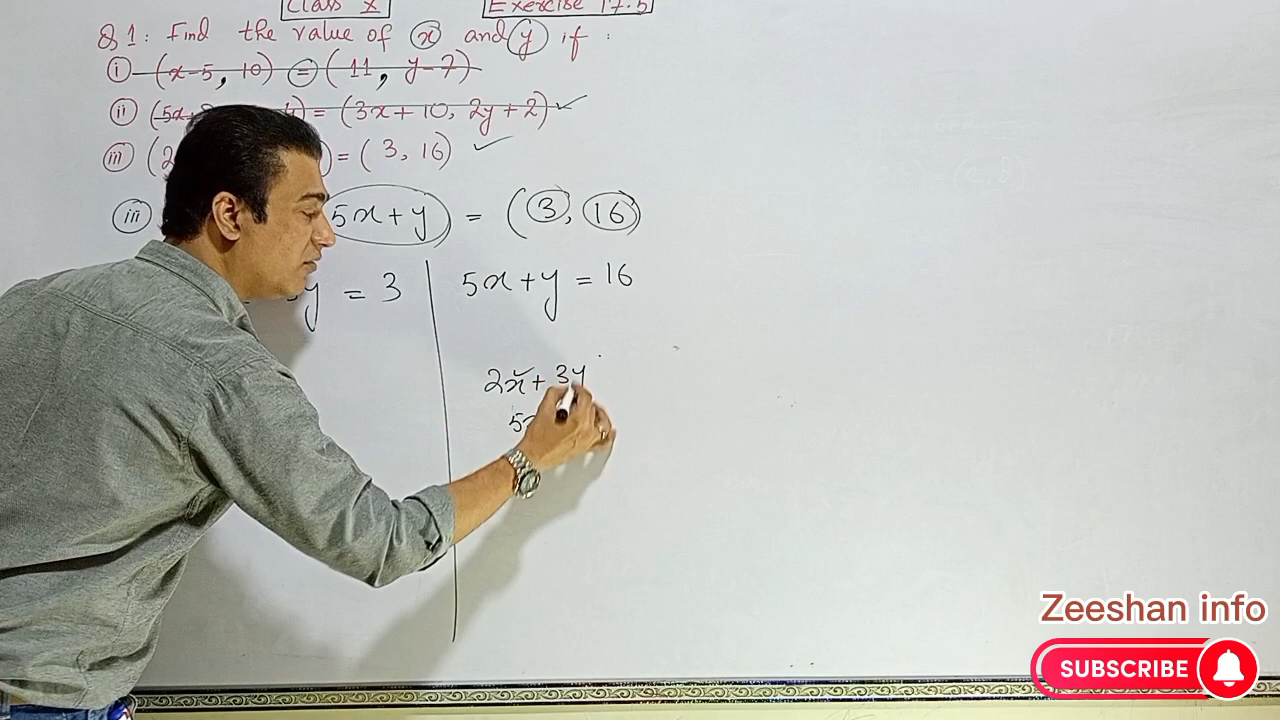 Class X Exercise 17.5
Q1: Find the value of x and y if :
i (x-5, 10) = (11, y-7)
ii (5x = (3x+10, 2y+2)
iii (2 ) = (3, 16)
iii 5x+y) = (3, 16)
y = 3 5x+y = 16
2x+3y
5
Zeeshan info
SUBSCRIBE